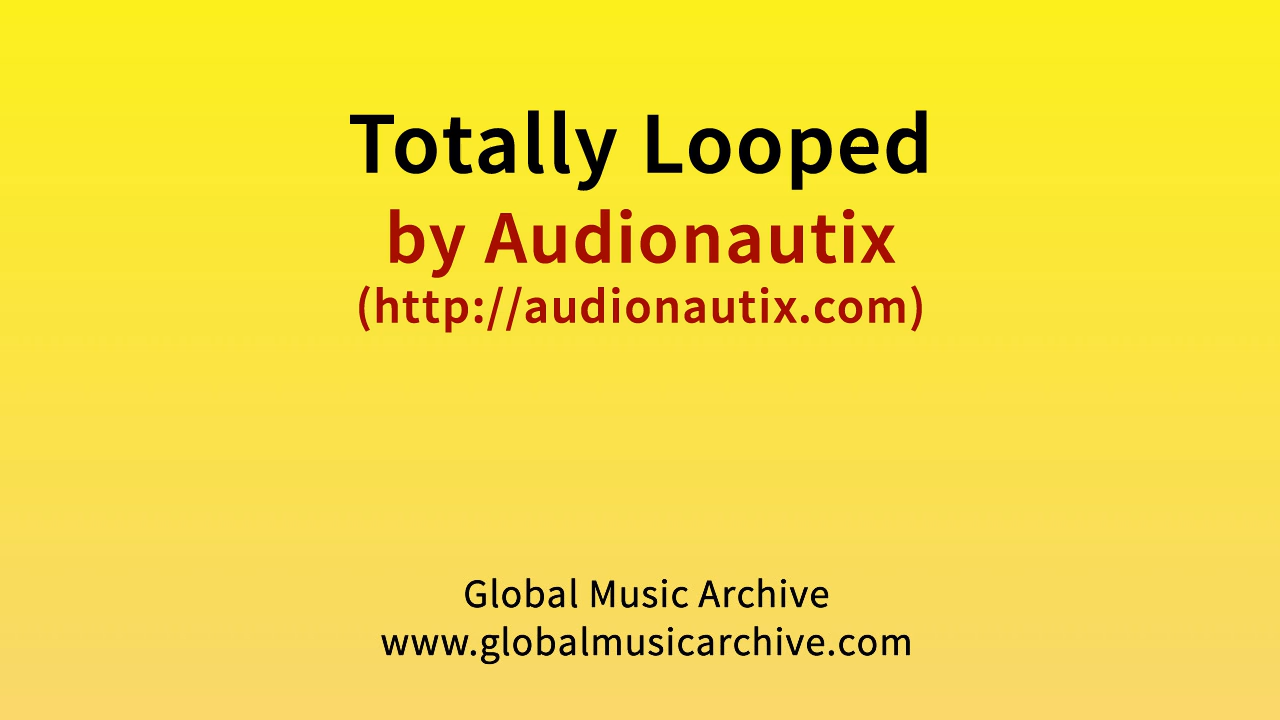 Totally Looped
by Audionautix
(http://audionautix.com)
Global Music Archive
www.globalmusicarchive.com